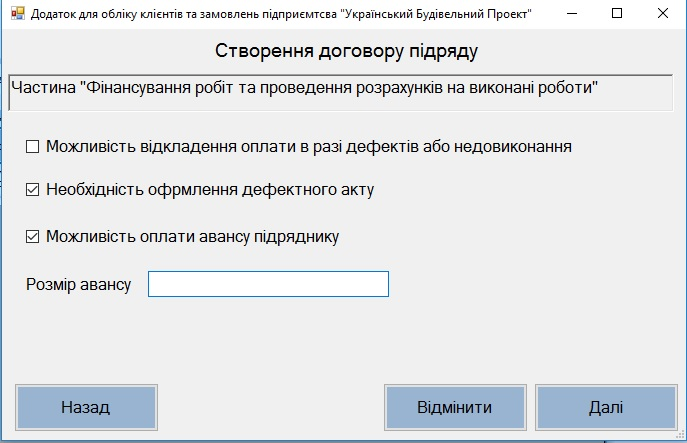 Додаток для обліку клієнтів та замовлень підприємтсва "Український Будівельний Проект"
Створення договору підряду
Частина "Фінансування робіт та проведення розрахунків на виконані роботи"
Можливість відкладення оплати в разі дефектів або недовиконання
Необхідність офрмлення дефектного акту
Можливість оплати авансу підряднику
Розмір авансу
Назад
Відмінити
Далі